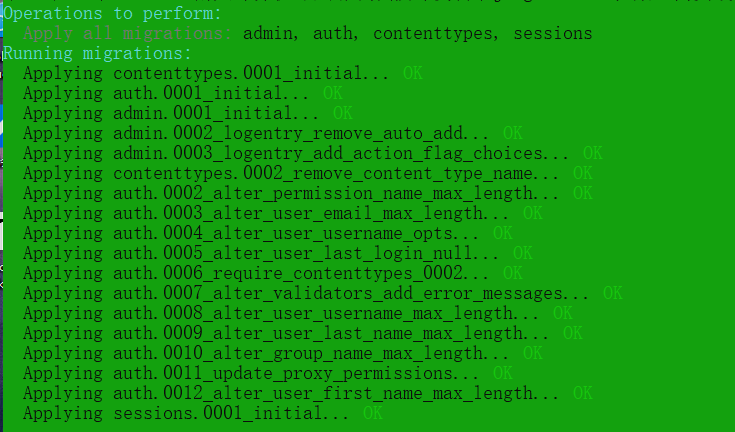 Operations to perform:
  Apply all migrations: admin, auth, contenttypes, sessions
Running migrations:
  Applying contenttypes.0001_initial... OK
  Applying auth.0001_initial... OK
  Applying admin.0001_initial... OK
  Applying admin.0002_logentry_remove_auto_add... OK
  Applying admin.0003_logentry_add_action_flag_choices... OK
  Applying contenttypes.0002_remove_content_type_name... OK
  Applying auth.0002_alter_permission_name_max_length... OK
  Applying auth.0003_alter_user_email_max_length... OK
  Applying auth.0004_alter_user_username_opts... OK
  Applying auth.0005_alter_user_last_login_null... OK
  Applying auth.0006_require_contenttypes_0002... OK
  Applying auth.0007_alter_validators_add_error_messages... OK
  Applying auth.0008_alter_user_username_max_length... OK
  Applying auth.0009_alter_user_last_name_max_length... OK
  Applying auth.0010_alter_group_name_max_length... OK
  Applying auth.0011_update_proxy_permissions... OK
  Applying auth.0012_alter_user_first_name_max_length... OK
  Applying sessions.0001_initial... OK